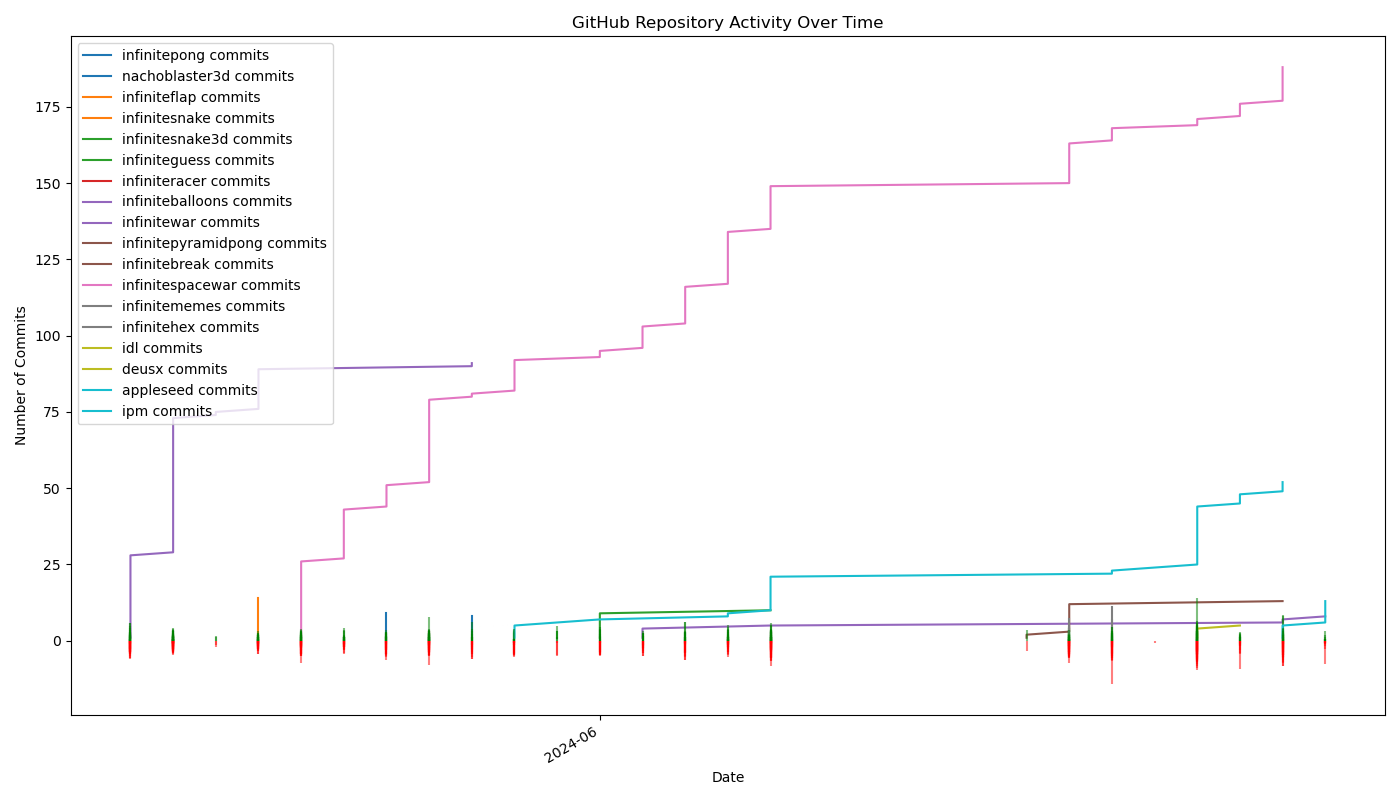 GitHub Repository Activity Over Time
infinitepong commits
nachoblaster3d commits
infiniteflap commits
infinitesnake commits
infinitesnake3d commits
infiniteguess commits
infiniteracer commits
infiniteballoons commits
infinitewar commits
infinitepyramidpong commits
infinitebreak commits
infinitespacewar commits
infinitememes commits
infinitehex commits
idl commits
deusx commits
appleseed commits
ipm commits
Number of Commits
175
150
125
100
75
50
25
0
2024-06
Date